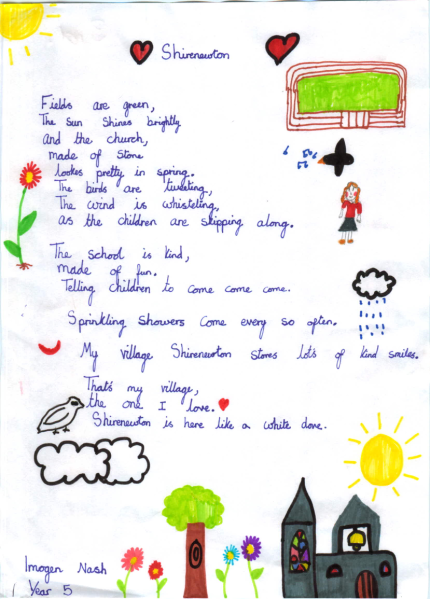 Shirenewton
Fields are green,
The sun shines brightly
and the church,
made of stone
lookes pretty in spring.
The birds are tweeting,
The wind is whisteling,
as the children are skipping along.
The school is kind,
made of fun.
Telling children to come come come.
Sprinkling showers come every so often.
My village Shirenewton stores lots of kind smiles.
That's my village,
the one I love.
Shirenewton is here like a white dove.
Imogen Nash
Year 5